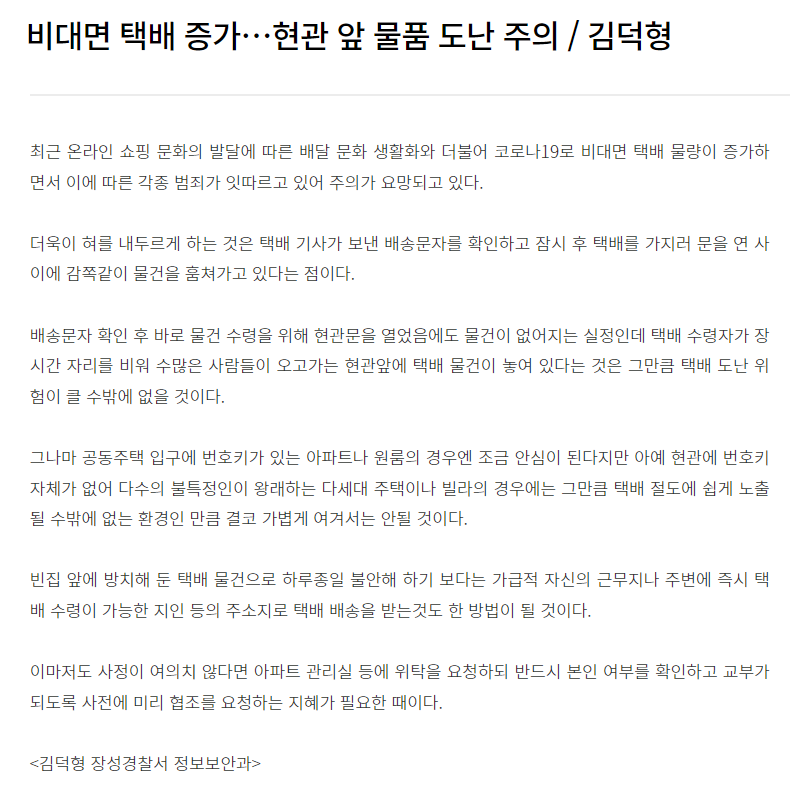 비대면 택배 증가…현관 앞 물품 도난 주의 / 김덕형
최근 온라인 쇼핑 문화의 발달에 따른 배달 문화 생활화와 더불어 코로나19로 비대면 택배 물량이 증가하
면서 이에 따른 각종 범죄가 잇따르고 있어 주의가 요망되고 있다.
더욱이 혀를 내두르게 하는 것은 택배 기사가 보낸 배송문자를 확인하고 잠시 후 택배를 가지러 문을 연 사
이에 감쪽같이 물건을 훔쳐가고 있다는 점이다.
배송문자 확인 후 바로 물건 수령을 위해 현관문을 열었음에도 물건이 없어지는 실정인데 택배 수령자가 장
시간 자리를 비워 수많은 사람들이 오고가는 현관앞에 택배 물건이 놓여 있다는 것은 그만큼 택배 도난 위
험이 클 수밖에 없을 것이다.
그나마 공동주택 입구에 번호키가 있는 아파트나 원룸의 경우엔 조금 안심이 된다지만 아예 현관에 번호키
자체가 없어 다수의 불특정인이 왕래하는 다세대 주택이나 빌라의 경우에는 그만큼 택배 절도에 쉽게 노출
될 수밖에 없는 환경인 만큼 결코 가볍게 여겨서는 안될 것이다.
빈집 앞에 방치해 둔 택배 물건으로 하루종일 불안해 하기 보다는 가급적 자신의 근무지나 주변에 즉시 택
배 수령이 가능한 지인 등의 주소지로 택배 배송을 받는것도 한 방법이 될 것이다.
이마저도 사정이 여의치 않다면 아파트 관리실 등에 위탁을 요청하되 반드시 본인 여부를 확인하고 교부가
되도록 사전에 미리 협조를 요청하는 지혜가 필요한 때이다.
<김덕형 장성경찰서 정보보안과>